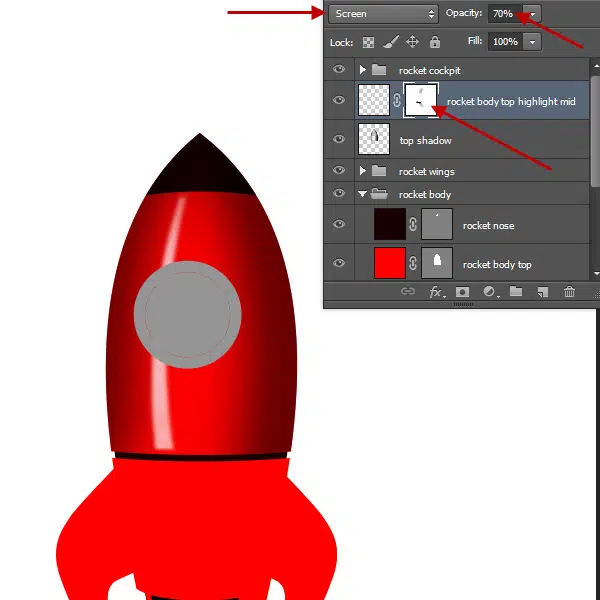 Screen Opacity: 70%
Lock: Fill: 100%
rocket cockpit
rocket body top highlight mid
top shadow
rocket wings
rocket body
rocket nose
rocket body top
fx